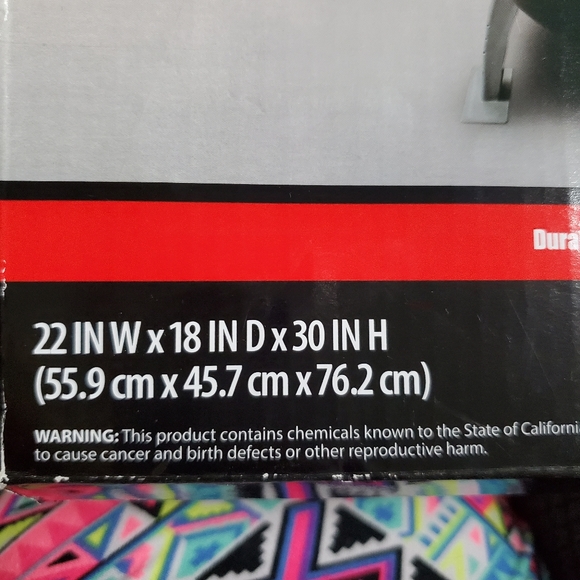 Dura
22 IN W x 18 IN D x 30 IN H
(55.9 cm x 45.7 cm x 76.2 cm)
WARNING: This product contains chemicals known to the State of California
to cause cancer and birth defects or other reproductive harm.